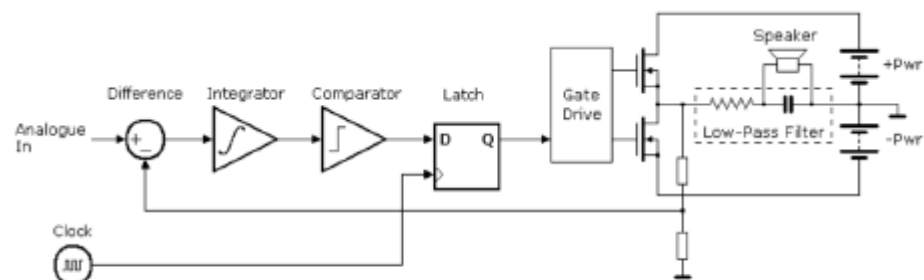 Speaker
+Pwr
Difference
Integrator
Comparator
Latch
Gate
Drive
Analogue
In
+
-
D
Q
Low-Pass Filter
-Pwr
Clock